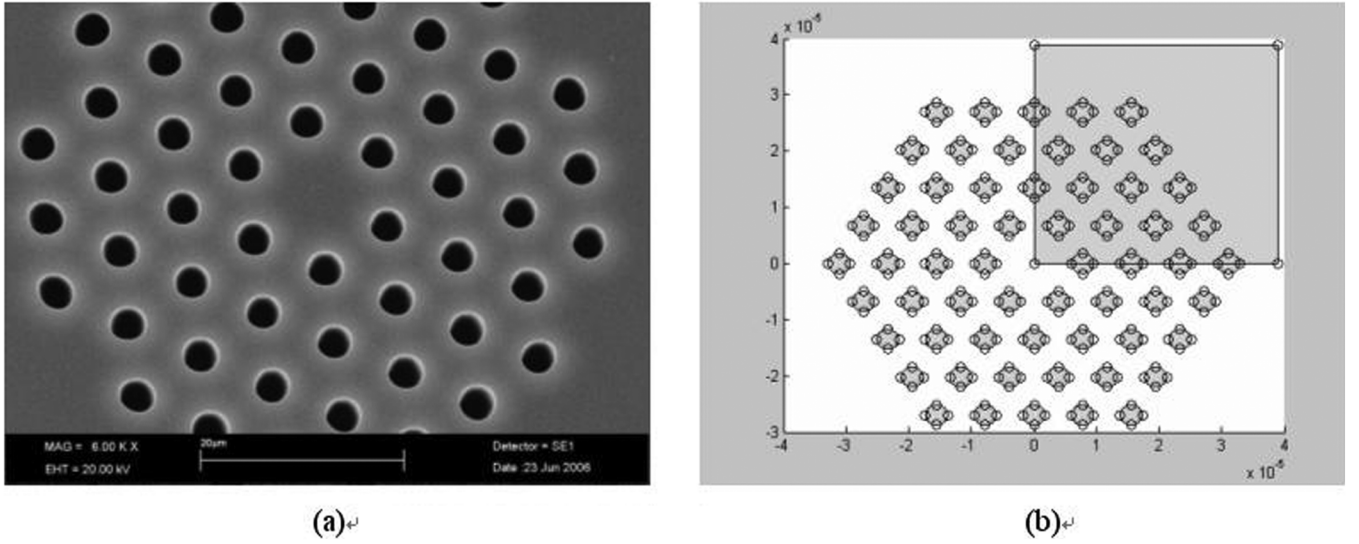 20µm
MAG = 6.00 K X
Detector = SE1
EHT = 20.00 kV
Date :23 Jun 2006
(a)↵
x 10⁻⁵
4
3
2
1
0
-1
-2
-3
-4 -3 -2 -1 0 1 2 3 4
x 10⁻⁵
(b)↵